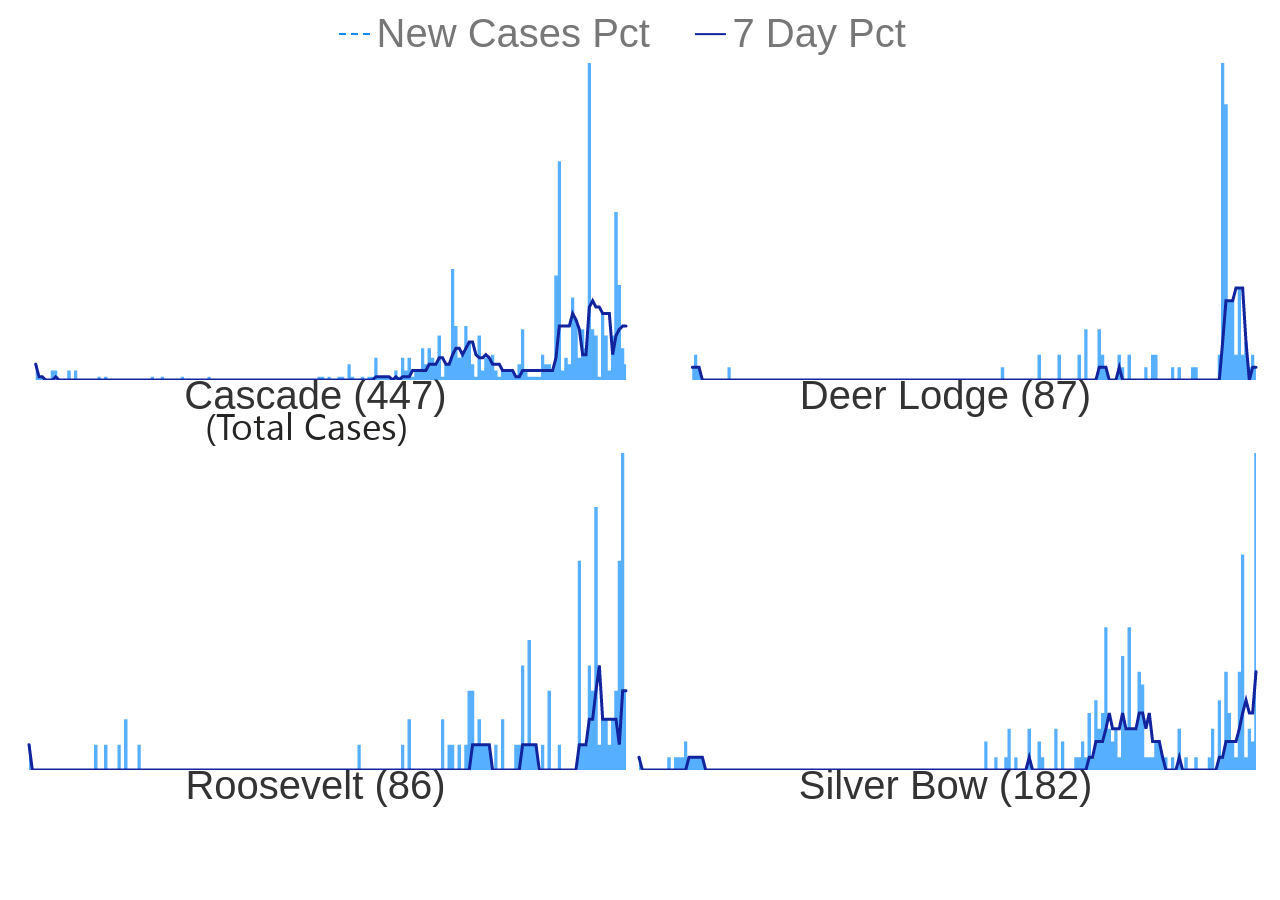 New Cases Pct 7 Day Pct
Cascade (447) Deer Lodge (87)
(Total Cases)
Roosevelt (86) Silver Bow (182)